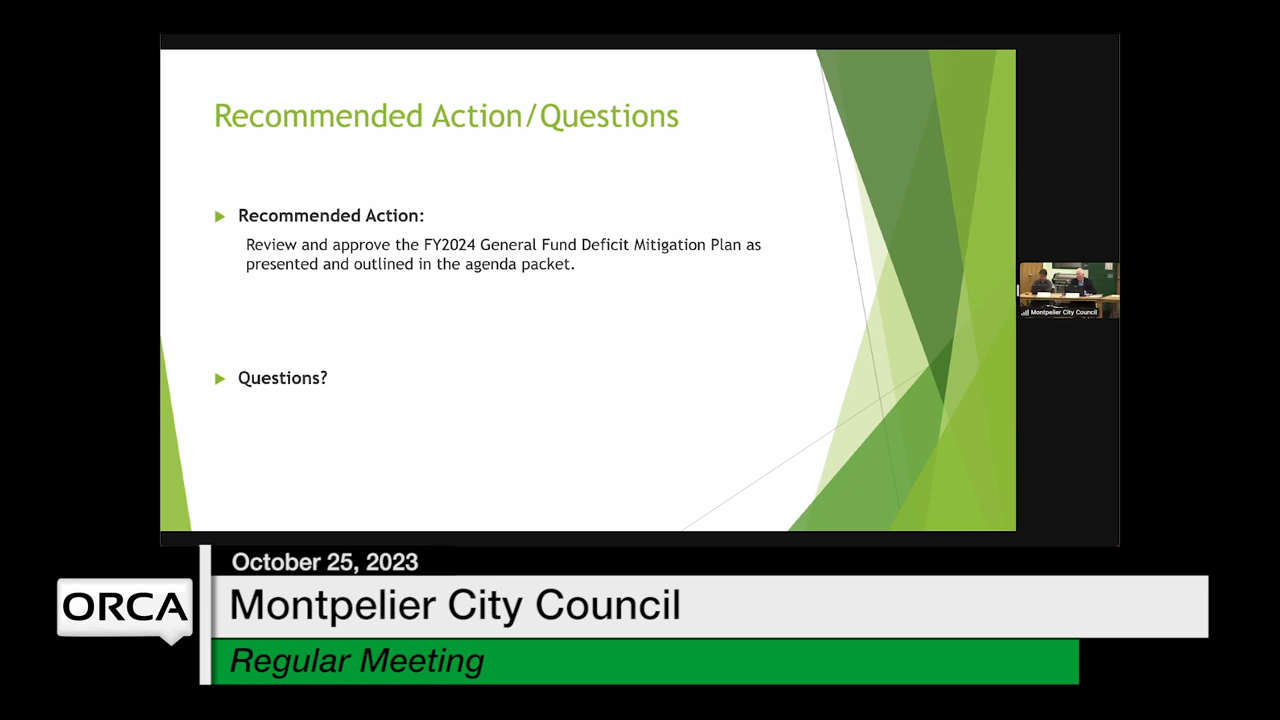 Recommended Action/Questions
Recommended Action:
Review and approve the FY2024 General Fund Deficit Mitigation Plan as
presented and outlined in the agenda packet.
Questions?
Montpelier City Council
October 25, 2023
ORCA
Montpelier City Council
Regular Meeting